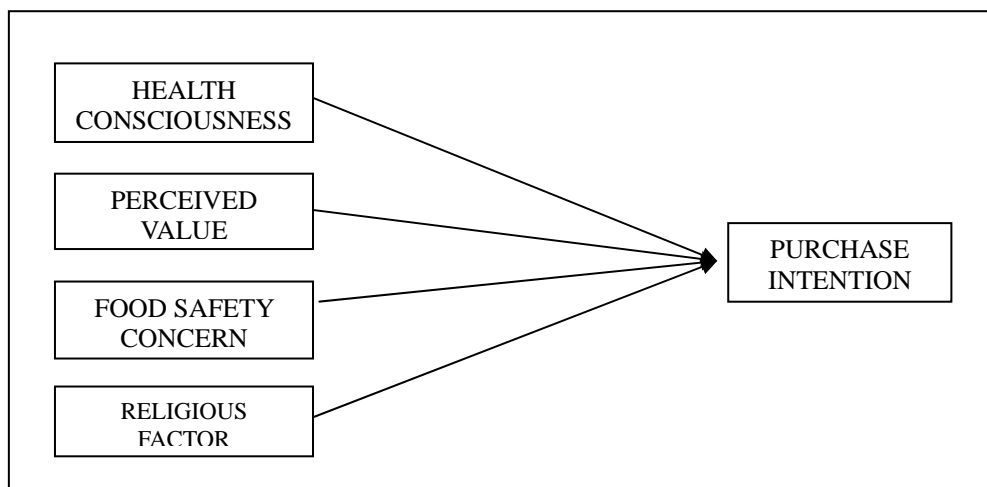 HEALTH
CONSCIOUSNESS
PERCEIVED
VALUE
FOOD SAFETY
CONCERN
RELIGIOUS
FACTOR
PURCHASE
INTENTION